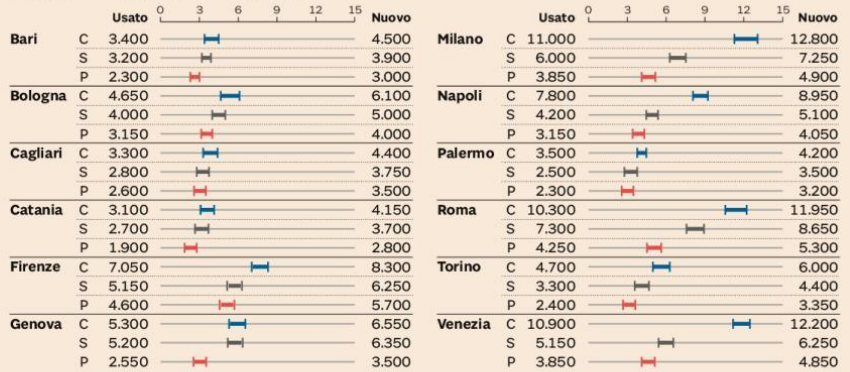 Usato 0 3 6 9 12 15 Nuovo
Bari C 3.400 4.500
S 3.200 3.900
P 2.300 3.000
Bologna C 4.650 6.100
S 4.000 5.000
P 3.150 4.000
Cagliari C 3.300 4.400
S 2.800 3.750
P 2.600 3.500
Catania C 3.100 4.150
S 2.700 3.700
P 1.900 2.800
Firenze C 7.050 8.300
S 5.150 6.250
P 4.600 5.700
Genova C 5.300 6.550
S 5.200 6.350
P 2.550 3.500
Usato 0 3 6 9 12 15 Nuovo
Milano C 11.000 12.800
S 6.000 7.250
P 3.850 4.900
Napoli C 7.800 8.950
S 4.200 5.100
P 3.150 4.050
Palermo C 3.500 4.200
S 2.500 3.500
P 2.300 3.200
Roma C 10.300 11.950
S 7.300 8.650
P 4.250 5.300
Torino C 4.700 6.000
S 3.300 4.400
P 2.400 3.350
Venezia C 10.900 12.200
S 5.150 6.250
P 3.850 4.850